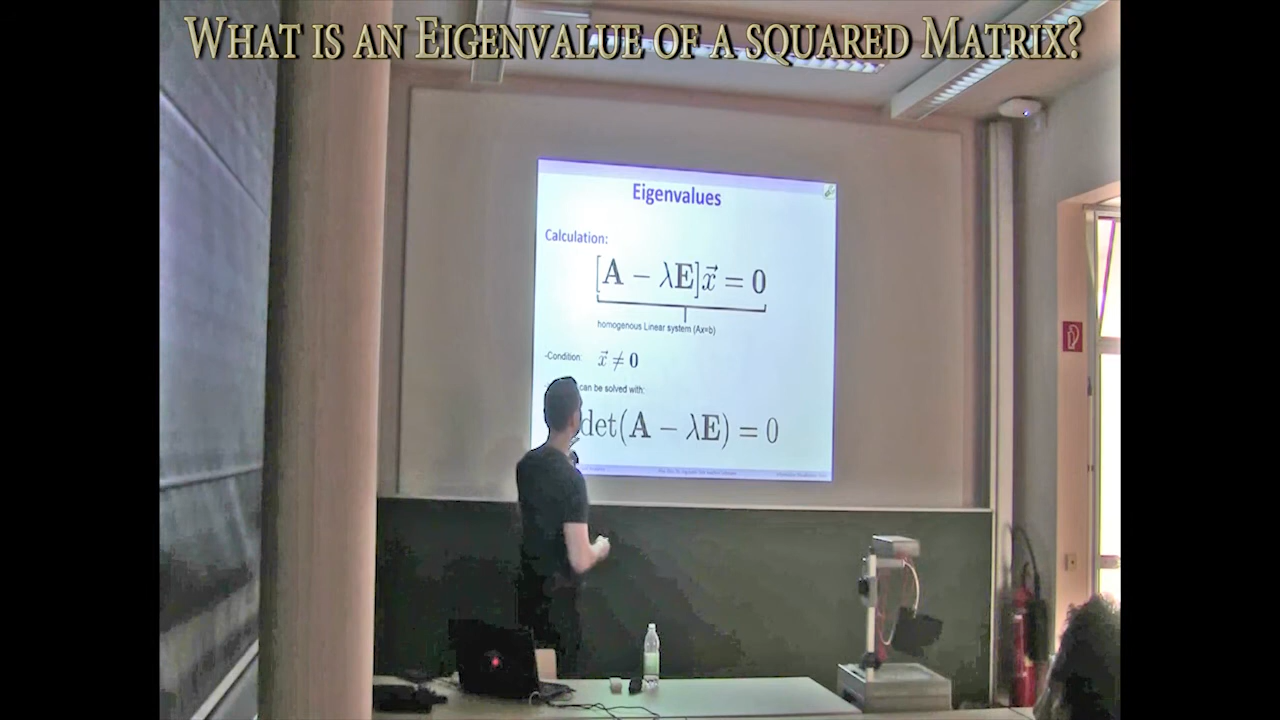 What is an Eigenvalue of a squared Matrix?
Eigenvalues
Calculation:
[A − λE]x⃗ = 0
homogenous Linear system (Ax=b)
-Condition: x⃗ ≠ 0
can be solved with:
det(A − λE) = 0